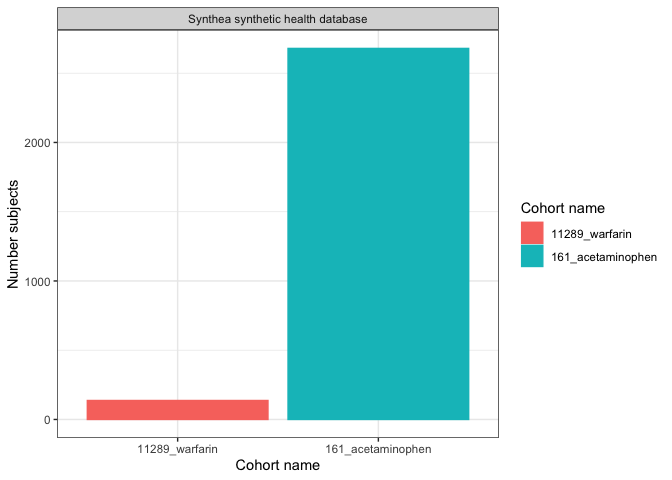 Synthea synthetic health database
Number subjects
2000
1000
0
11289_warfarin
161_acetaminophen
Cohort name
Cohort name
11289_warfarin
161_acetaminophen